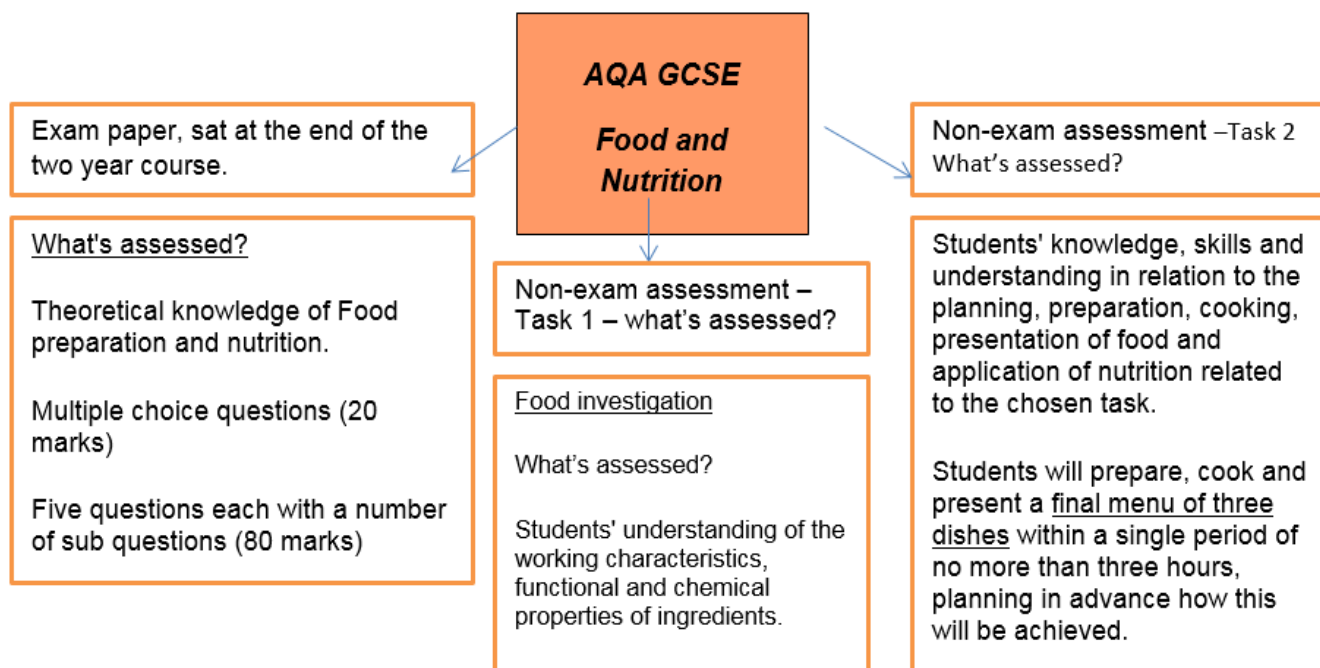 AQA GCSE
Food and
Nutrition
Exam paper, sat at the end of the
two year course.
What's assessed?
Theoretical knowledge of Food
preparation and nutrition.
Multiple choice questions (20
marks)
Five questions each with a number
of sub questions (80 marks)
Non-exam assessment –
Task 1 – what's assessed?
Food investigation
What's assessed?
Students' understanding of the
working characteristics,
functional and chemical
properties of ingredients.
Non-exam assessment –Task 2
What's assessed?
Students' knowledge, skills and
understanding in relation to the
planning, preparation, cooking,
presentation of food and
application of nutrition related
to the chosen task.
Students will prepare, cook and
present a final menu of three
dishes within a single period of
no more than three hours,
planning in advance how this
will be achieved.